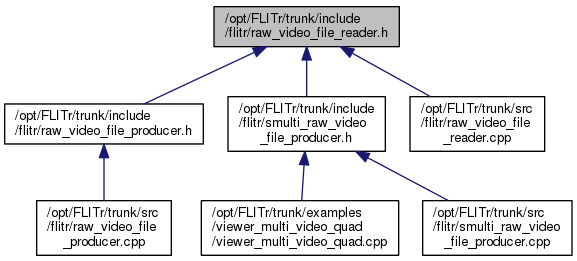 /opt/FLITr/trunk/include
/flitr/raw_video_file_reader.h
/opt/FLITr/trunk/include
/flitr/raw_video_file_producer.h
/opt/FLITr/trunk/include
/flitr/smulti_raw_video
_file_producer.h
/opt/FLITr/trunk/src
/flitr/raw_video_file
_reader.cpp
/opt/FLITr/trunk/src
/flitr/raw_video_file
_producer.cpp
/opt/FLITr/trunk/examples
/viewer_multi_video_quad
/viewer_multi_video_quad.cpp
/opt/FLITr/trunk/src
/flitr/smulti_raw_video
_file_producer.cpp